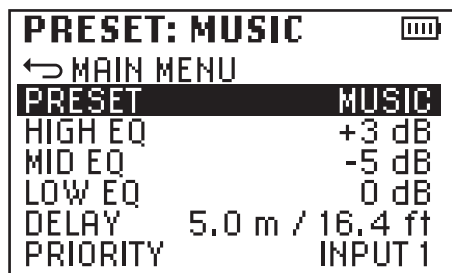 PRESET: MUSIC
MAIN MENU
PRESET MUSIC
HIGH EQ +3 dB
MID EQ -5 dB
LOW EQ 0 dB
DELAY 5.0 m / 16.4 ft
PRIORITY INPUT 1